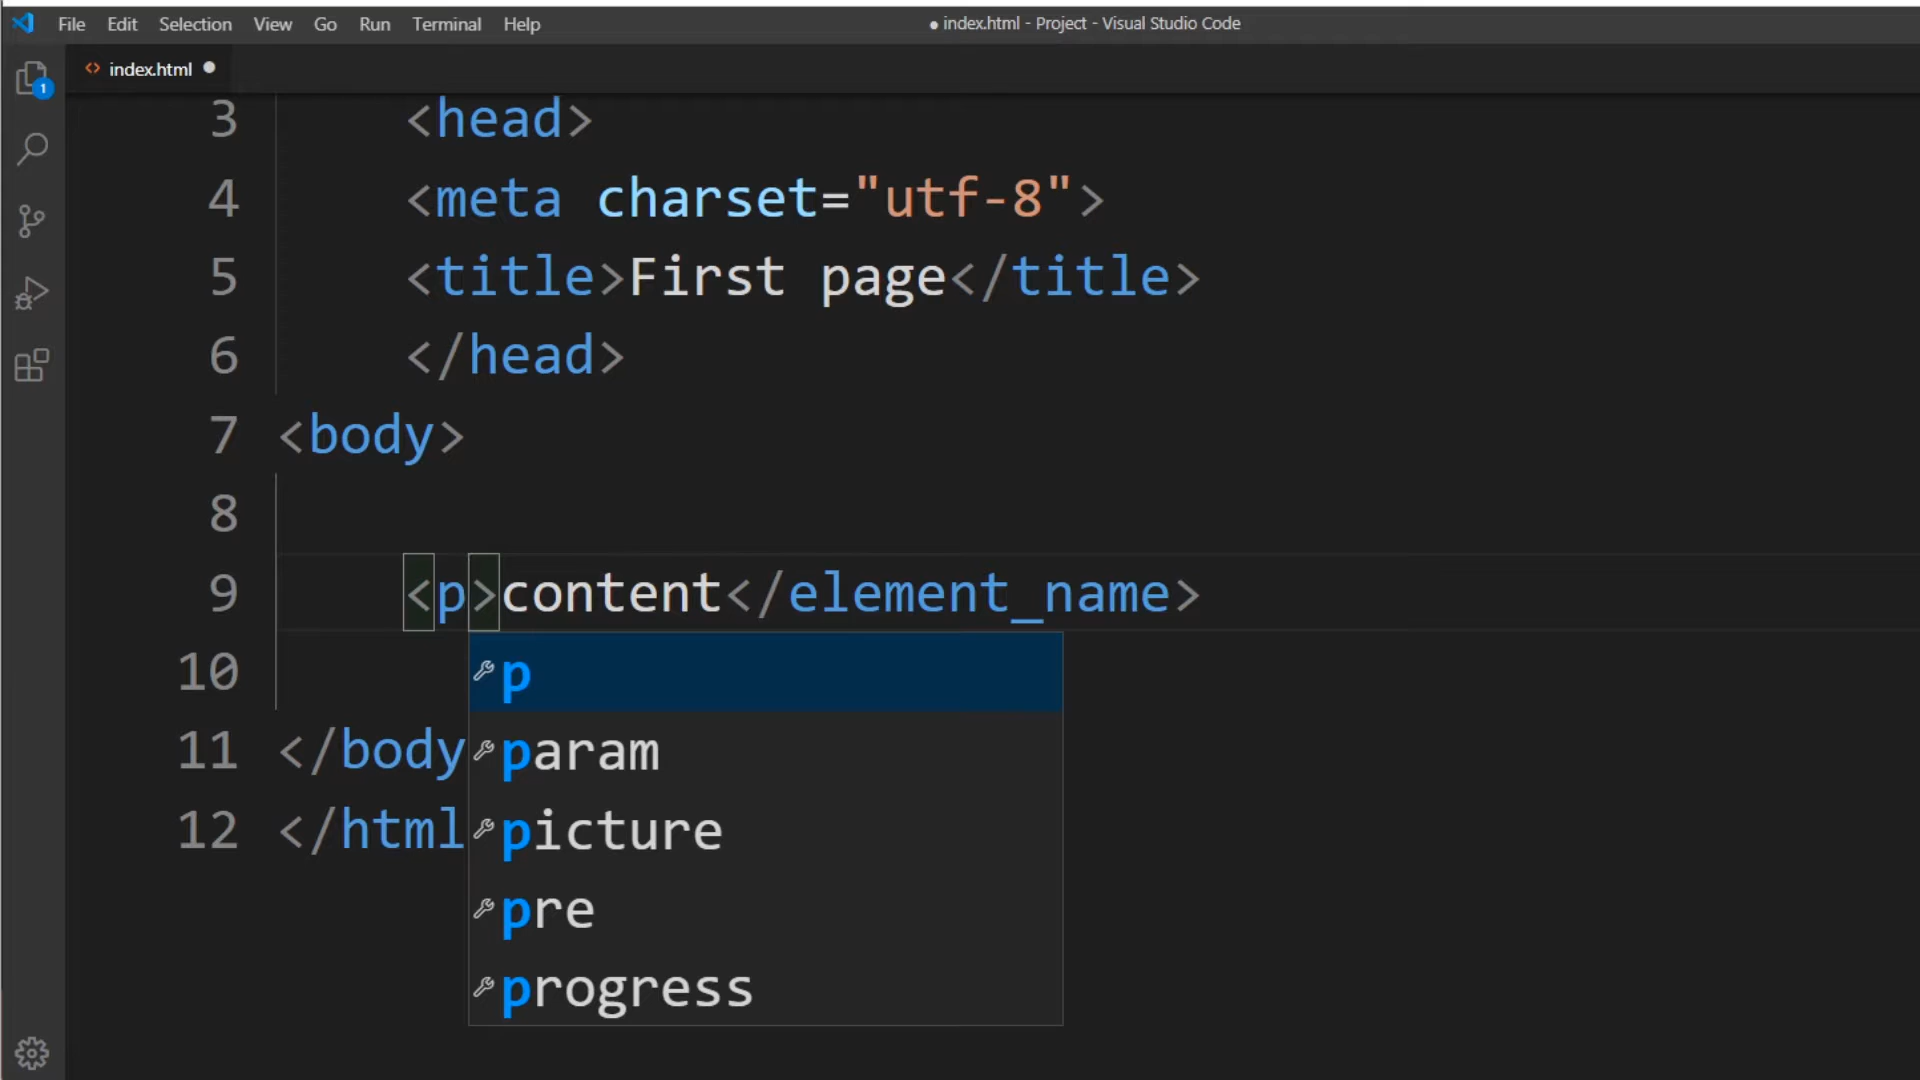 File Edit Selection View Go Run Terminal Help
● index.html - Project - Visual Studio Code
1
<> index.html ●
3 <head>
4 <meta charset="utf-8">
5 <title>First page</title>
6 </head>
7 <body>
8
9 <p>content</element_name>
10
p
11 </body
param
12 </html
picture
pre
progress